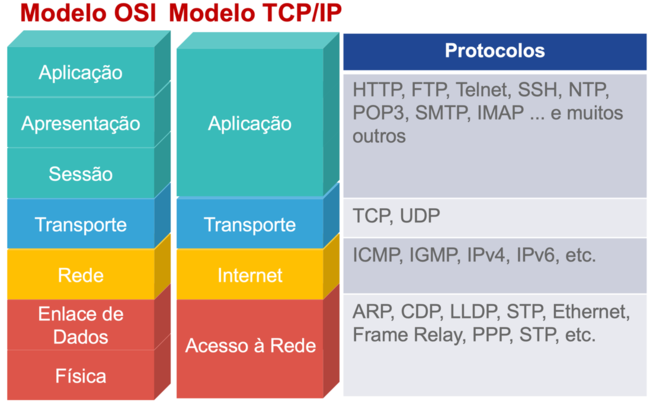 Modelo OSI Modelo TCP/IP
Protocolos
Aplicação
Apresentação
Sessão
Transporte
Rede
Enlace de
Dados
Física
Aplicação
Transporte
Internet
Acesso à Rede
HTTP, FTP, Telnet, SSH, NTP,
POP3, SMTP, IMAP ... e muitos
outros
TCP, UDP
ICMP, IGMP, IPv4, IPv6, etc.
ARP, CDP, LLDP, STP, Ethernet,
Frame Relay, PPP, STP, etc.